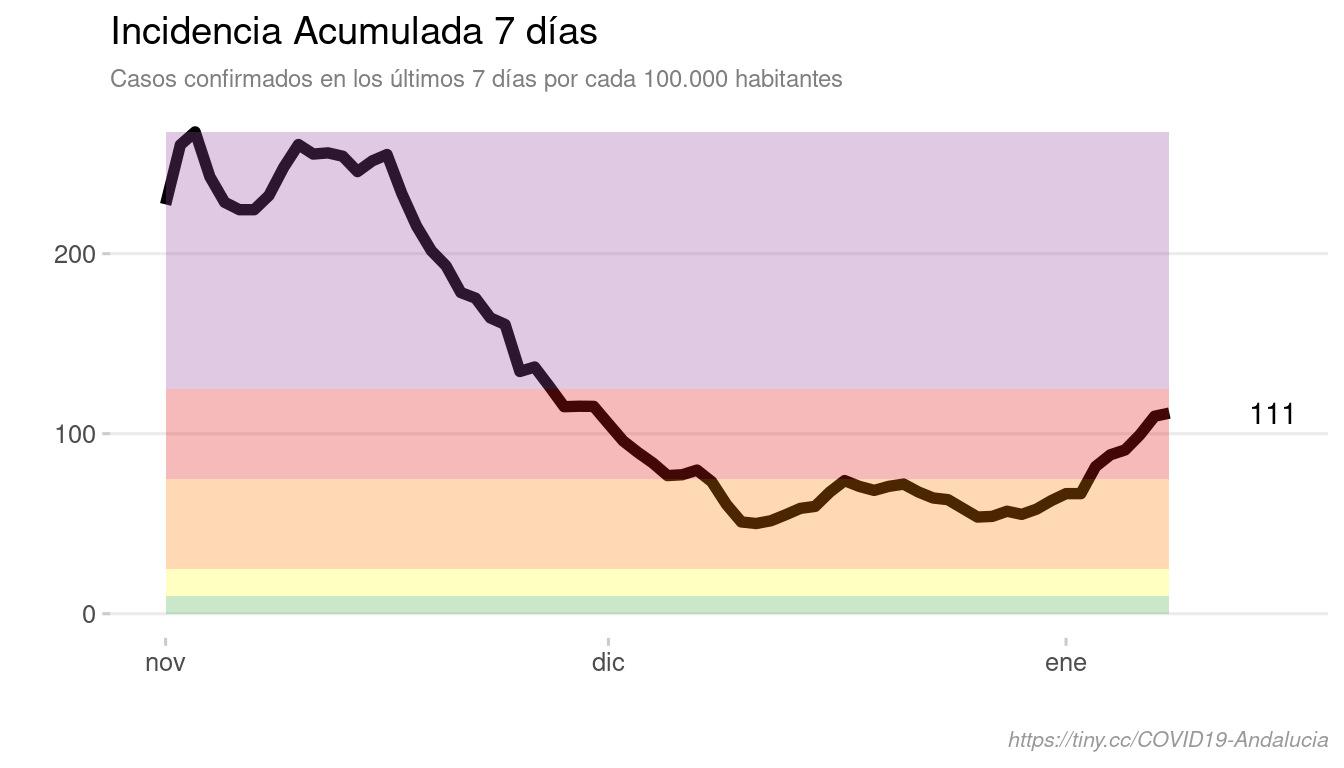 Incidencia Acumulada 7 días
Casos confirmados en los últimos 7 días por cada 100.000 habitantes
200
111
100
0
nov dic ene
https://tiny.cc/COVID19-Andalucia